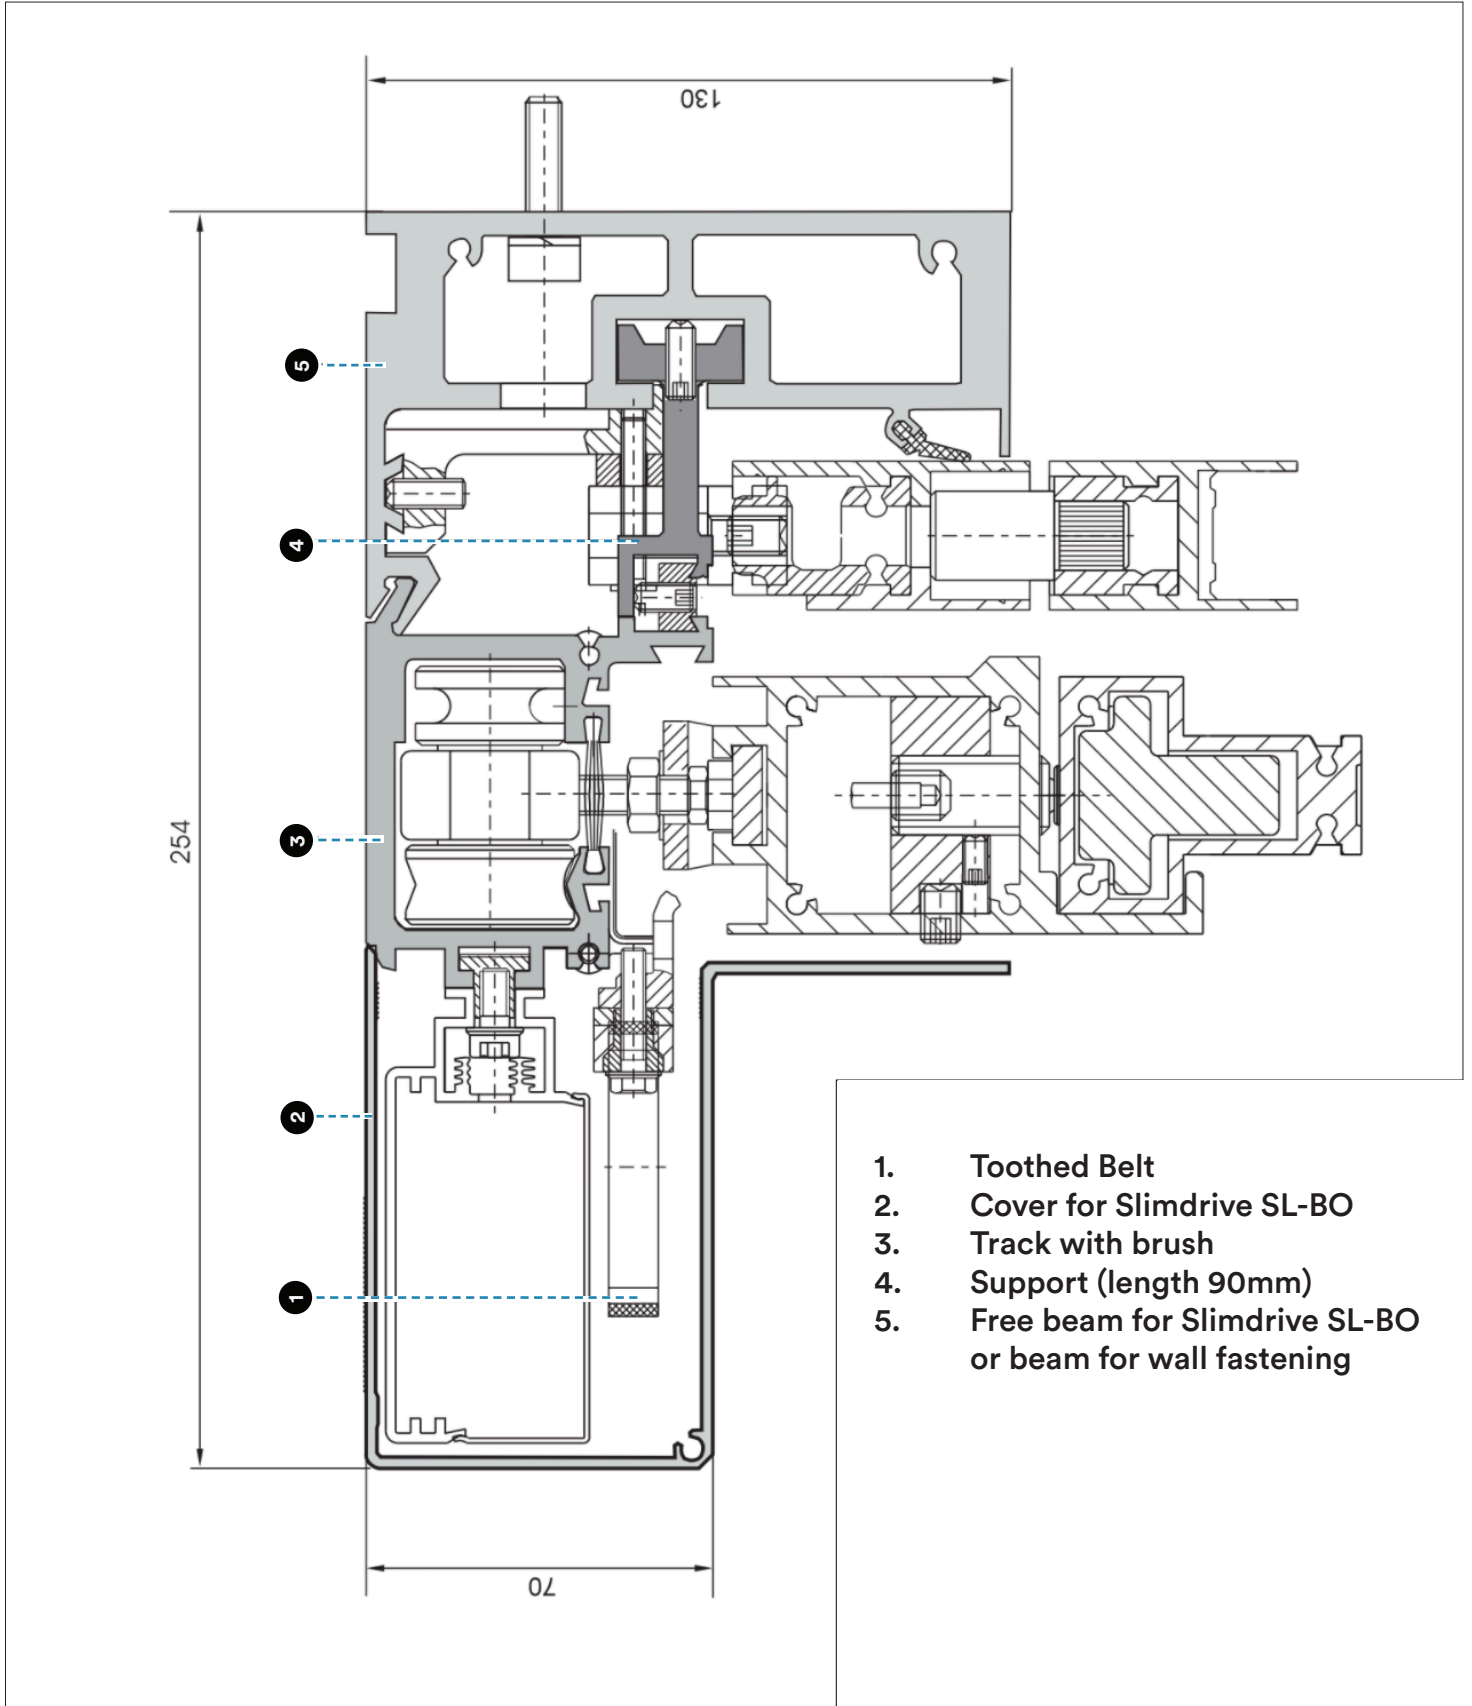 130
5
4
254
3
2
1
70
1. Toothed Belt
2. Cover for Slimdrive SL-BO
3. Track with brush
4. Support (length 90mm)
5. Free beam for Slimdrive SL-BO
or beam for wall fastening